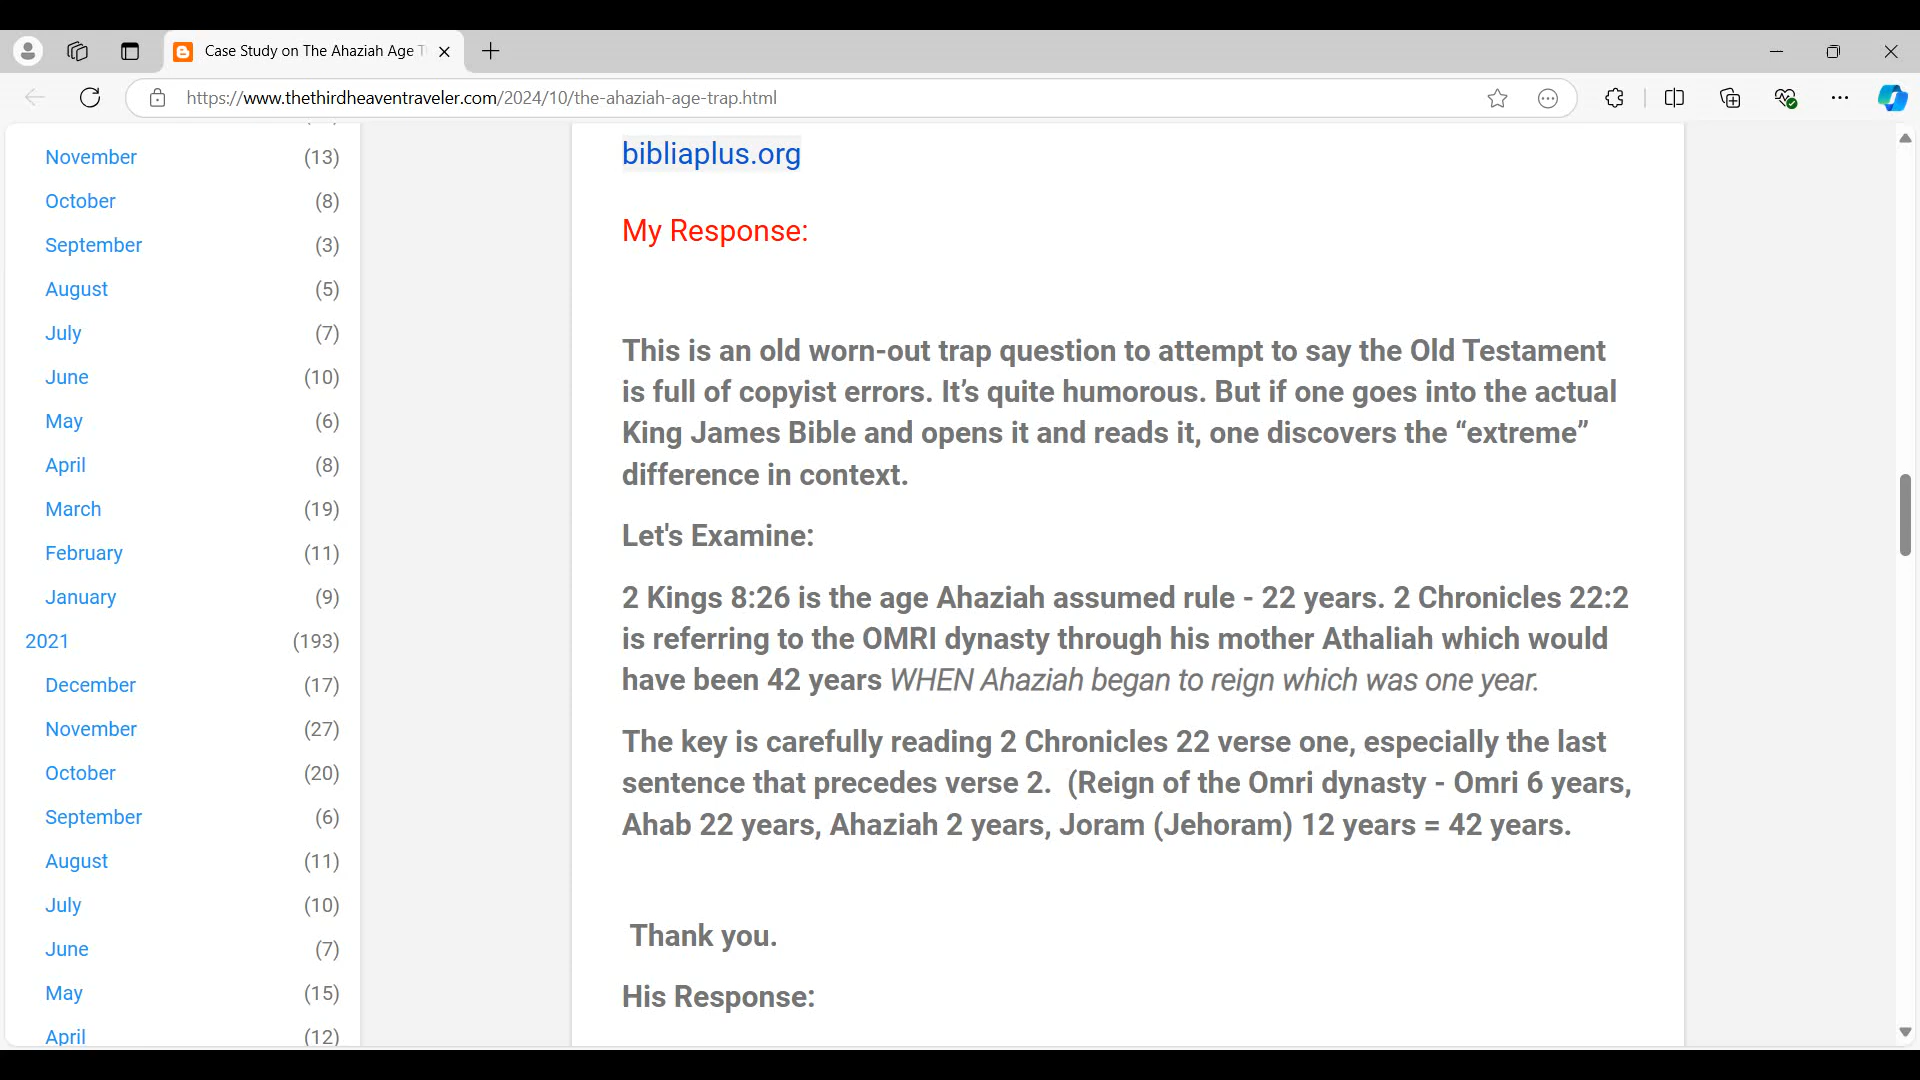 Case Study on The Ahaziah Age T
https://www.thethirdheaventraveler.com/2024/10/the-ahaziah-age-trap.html
November (13)
October (8)
September (3)
August (5)
July (7)
June (10)
May (6)
April (8)
March (19)
February (11)
January (9)
2021 (193)
December (17)
November (27)
October (20)
September (6)
August (11)
July (10)
June (7)
May (15)
April (12)
bibliaplus.org
My Response:
This is an old worn-out trap question to attempt to say the Old Testament
is full of copyist errors. It’s quite humorous. But if one goes into the actual
King James Bible and opens it and reads it, one discovers the “extreme”
difference in context.
Let's Examine:
2 Kings 8:26 is the age Ahaziah assumed rule - 22 years. 2 Chronicles 22:2
is referring to the OMRI dynasty through his mother Athaliah which would
have been 42 years WHEN Ahaziah began to reign which was one year.
The key is carefully reading 2 Chronicles 22 verse one, especially the last
sentence that precedes verse 2. (Reign of the Omri dynasty - Omri 6 years,
Ahab 22 years, Ahaziah 2 years, Joram (Jehoram) 12 years = 42 years.
Thank you.
His Response: